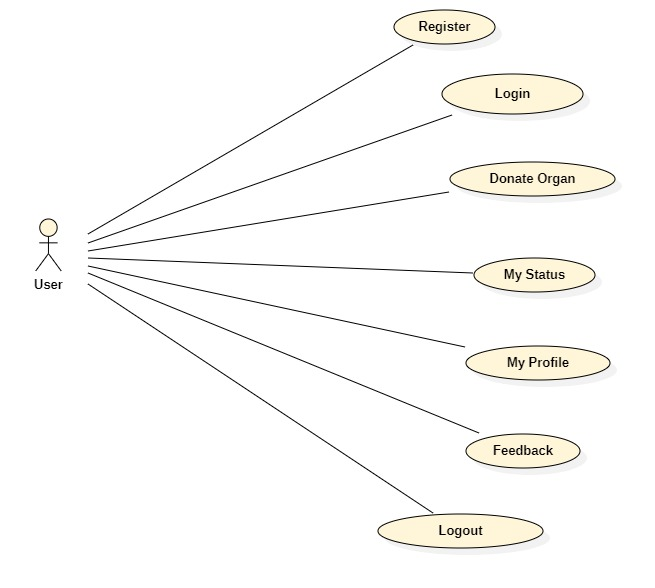 Register
Login
Donate Organ
User
My Status
My Profile
Feedback
Logout